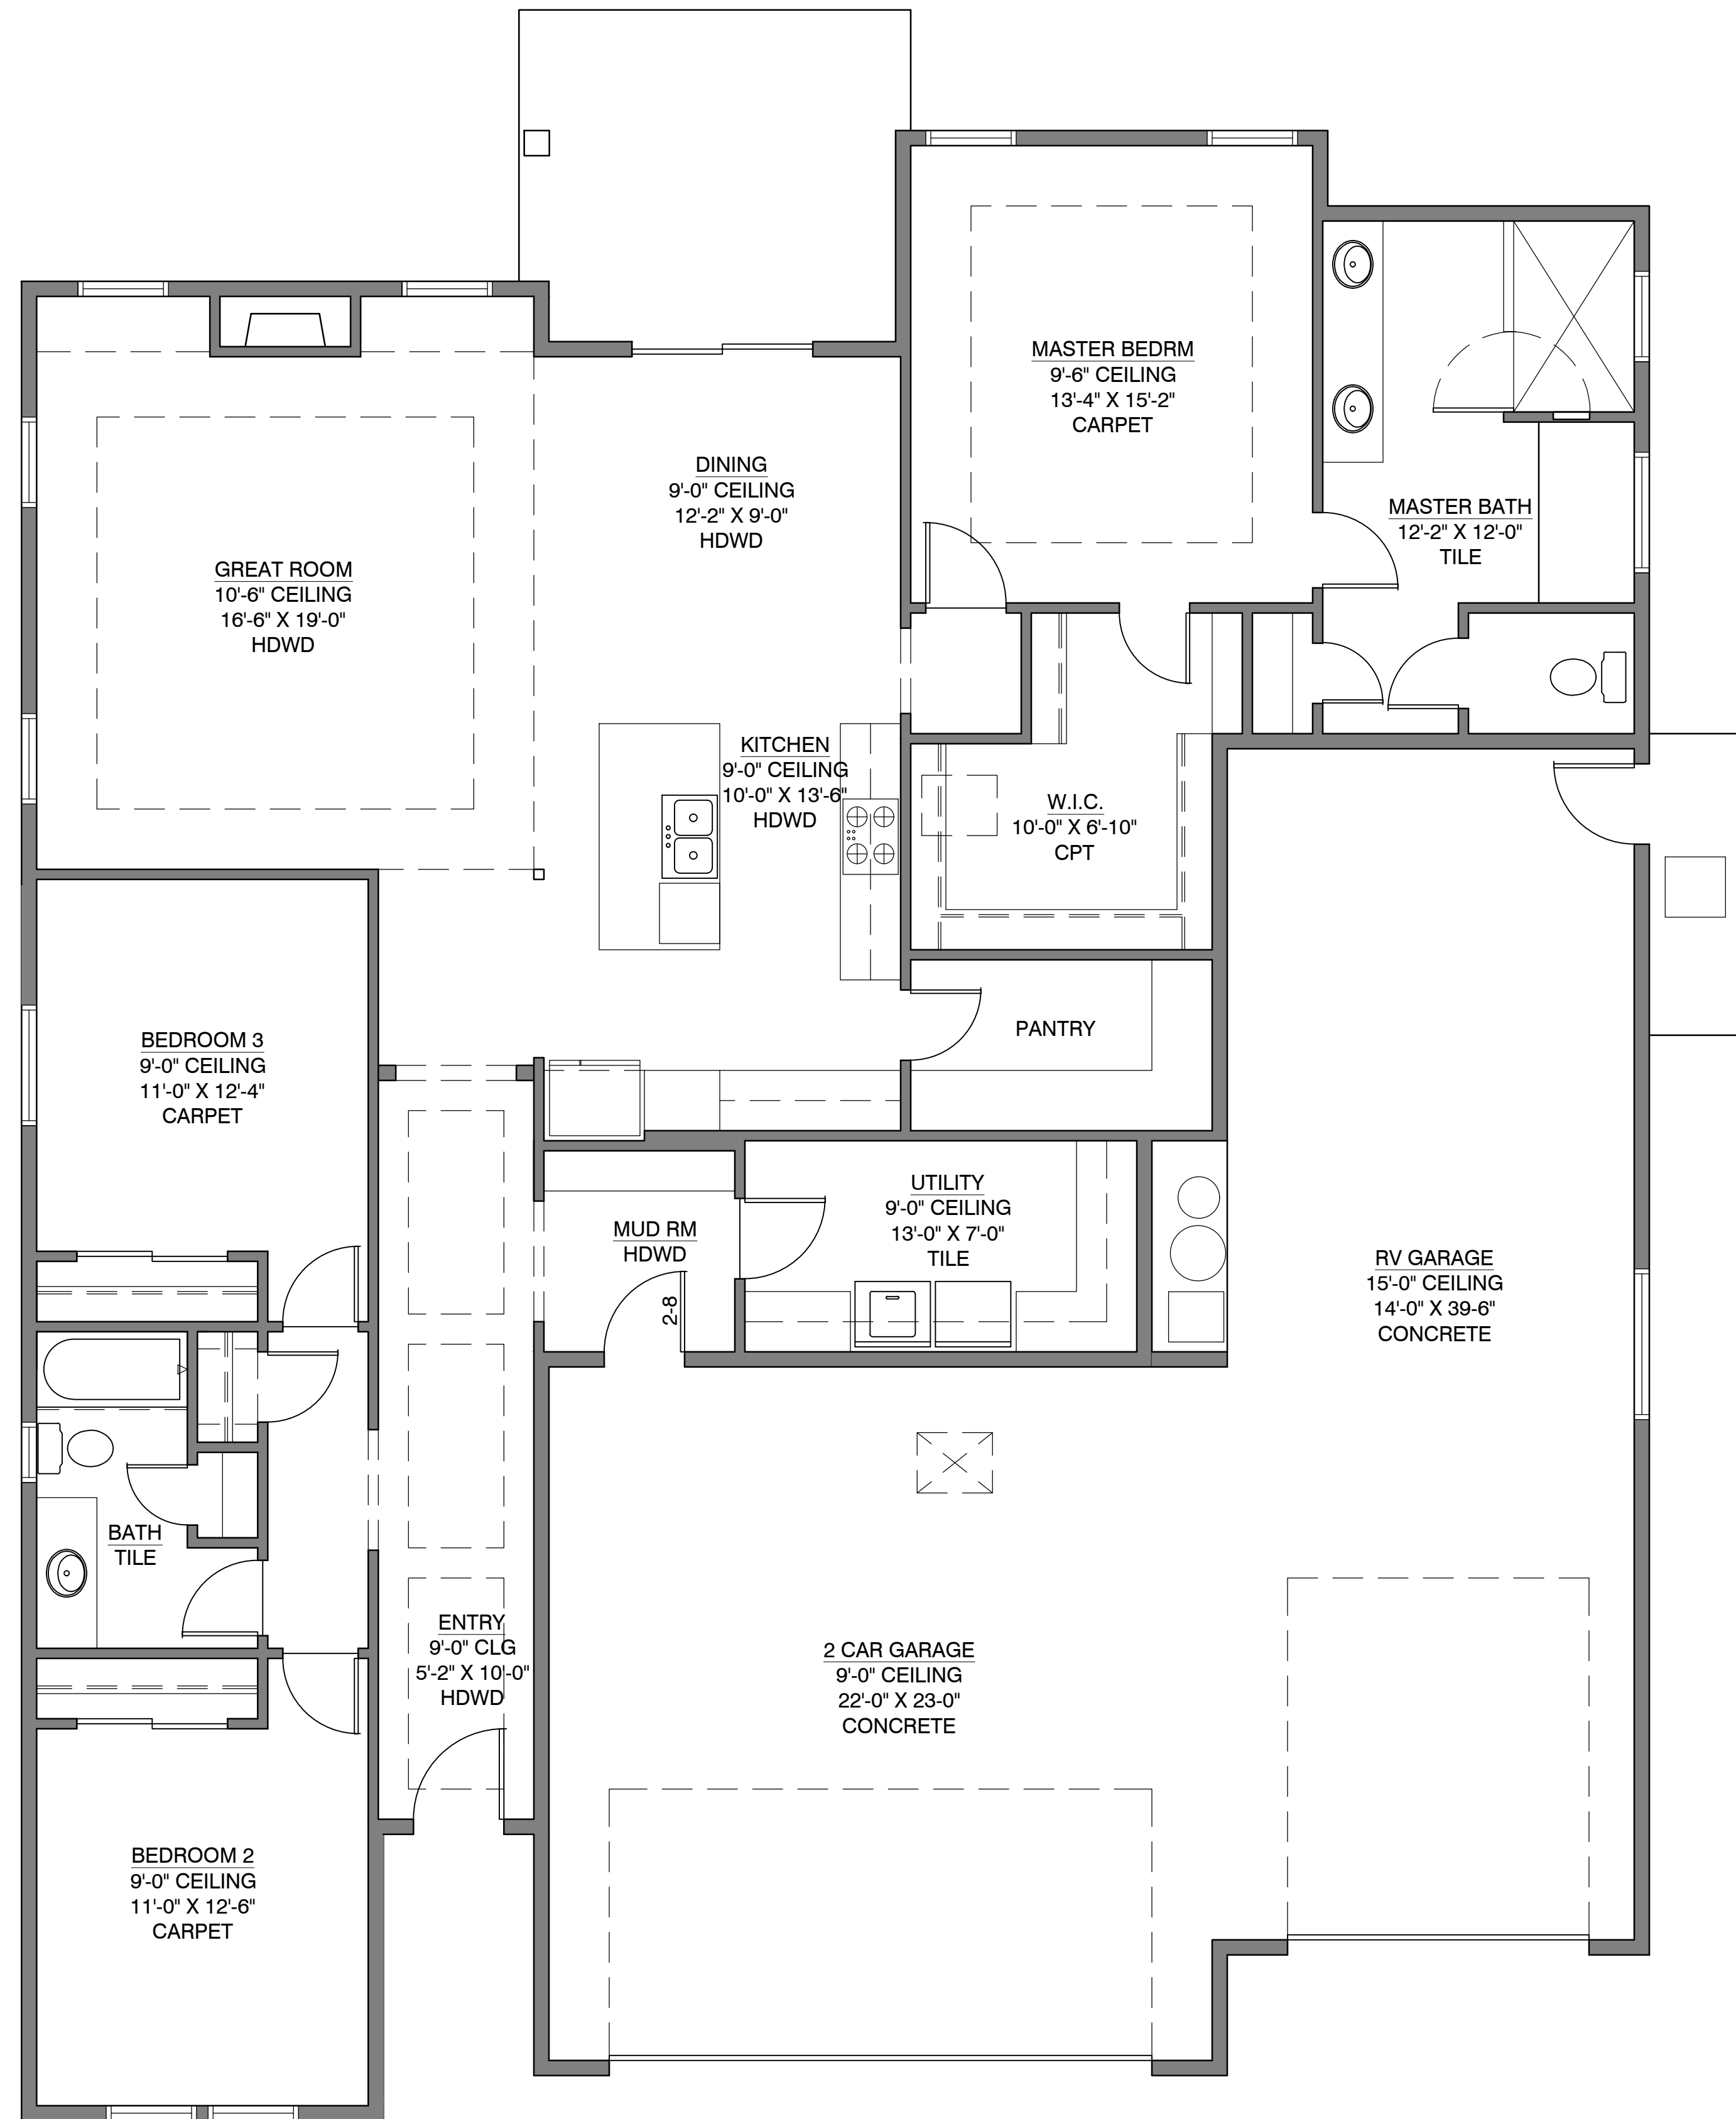 MASTER BEDRM
9'-6" CEILING
13'-4" X 15'-2"
CARPET
DINING
9'-0" CEILING
12'-2" X 9'-0"
HDWD
MASTER BATH
12'-2" X 12'-0"
TILE
GREAT ROOM
10'-6" CEILING
16'-6" X 19'-0"
HDWD
KITCHEN
9'-0" CEILING
10'-0" X 13'-6"
HDWD
W.I.C.
10'-0" X 6'-10"
CPT
PANTRY
BEDROOM 3
9'-0" CEILING
11'-0" X 12'-4"
CARPET
MUD RM
HDWD
2-8
UTILITY
9'-0" CEILING
13'-0" X 7'-0"
TILE
RV GARAGE
15'-0" CEILING
14'-0" X 39-6"
CONCRETE
BATH
TILE
ENTRY
9'-0" CLG
5'-2" X 10'-0"
HDWD
2 CAR GARAGE
9'-0" CEILING
22'-0" X 23-0"
CONCRETE
BEDROOM 2
9'-0" CEILING
11'-0" X 12'-6"
CARPET